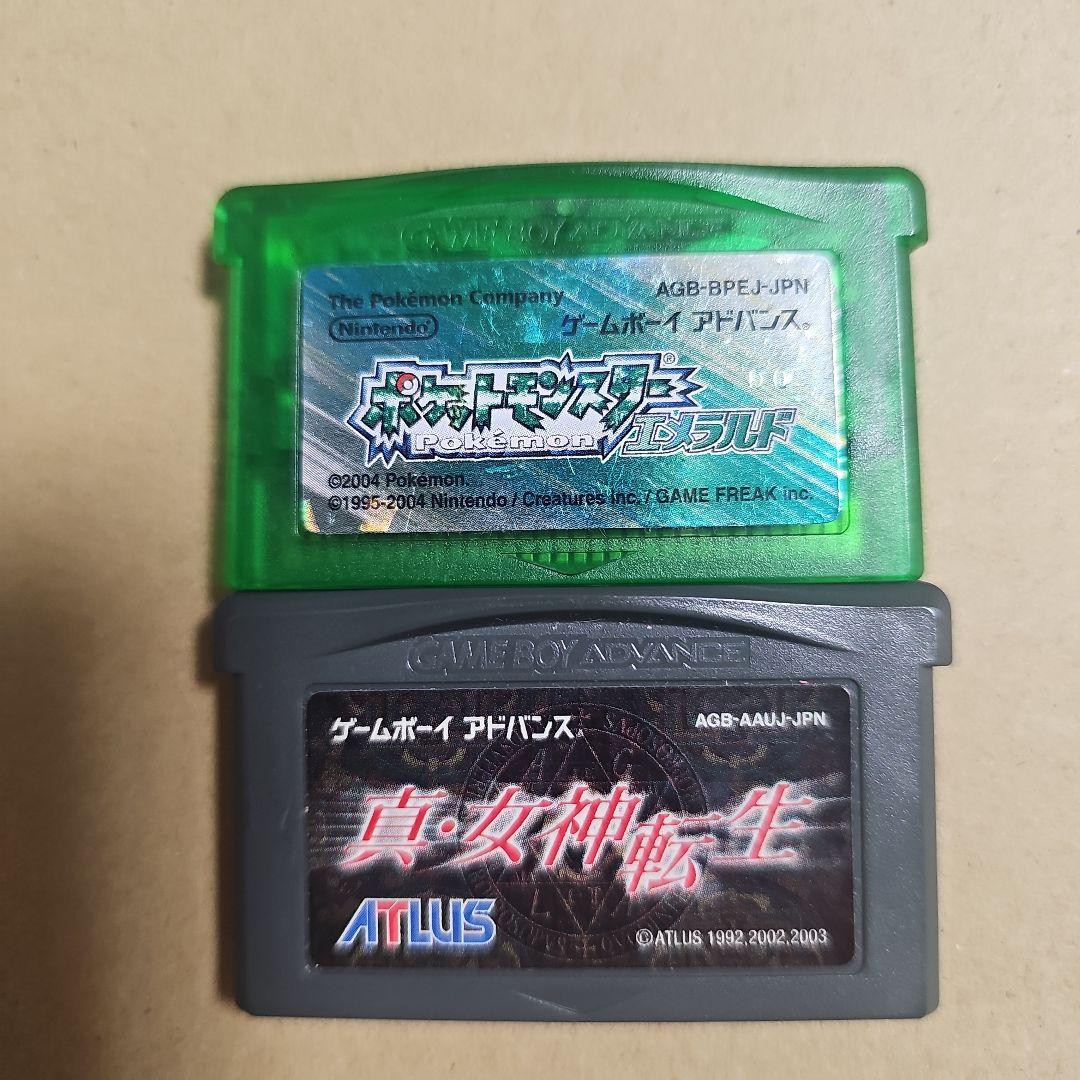 GAME BOY ADVANCE
The Pokémon Company
AGB-BPEJ-JPN
Nintendo
ゲームボーイ アドバンス®
ポケットモンスター®
Pokémon
エメラルド
©2004 Pokémon.
©1995-2004 Nintendo / Creatures inc. / GAME FREAK inc.
GAME BOY ADVANCE
ゲームボーイ アドバンス®
AGB-AAUJ-JPN
真・女神転生
ATLUS
©ATLUS 1992,2002,2003